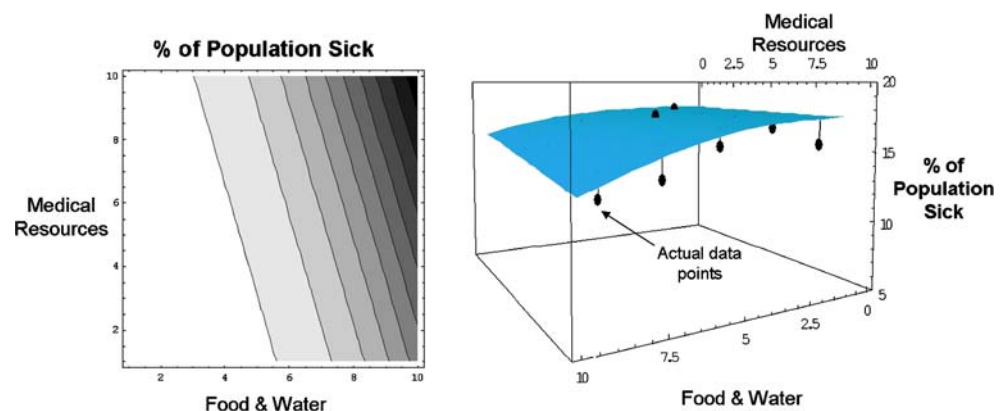 % of Population Sick
10
8
6
4
2
Medical
Resources
2
4
6
8
10
Food & Water
Medical
Resources
0 2.5 5 7.5 10
20
15
10
5
% of
Population
Sick
Actual data
points
10
7.5
5
2.5
0
Food & Water